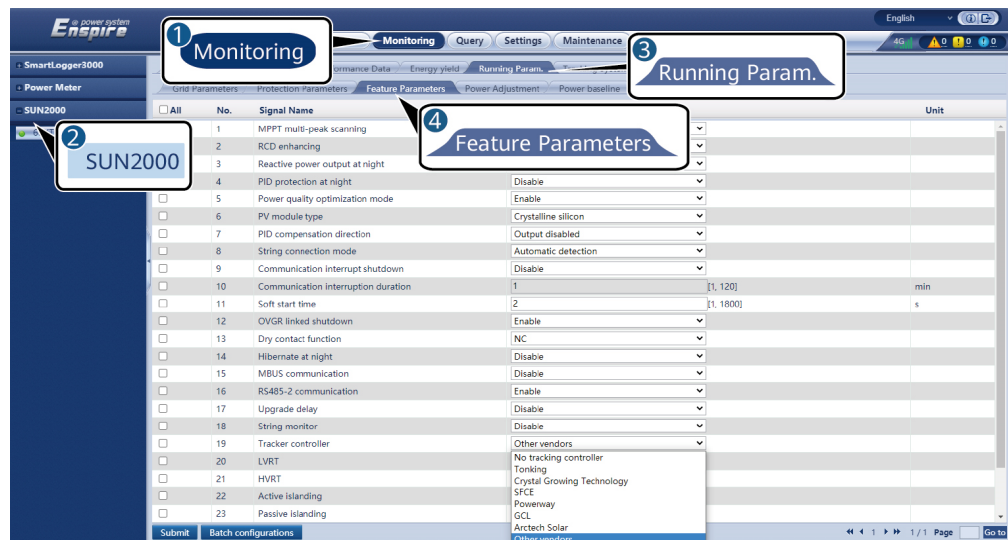 @ power system
Enspire
English
Monitoring Query Settings Maintenance
4G 0 0 0
1 Monitoring
3 Running Param.
SmartLogger3000
Power Meter
SUN2000
Energy yield Running Param.
Grid Parameters Protection Parameters Feature Parameters Power Adjustment Power baseline
2 SUN2000
4 Feature Parameters
All No. Signal Name Unit
1 MPPT multi-peak scanning
2 RCD enhancing
3 Reactive power output at night
4 PID protection at night Disable
5 Power quality optimization mode Enable
6 PV module type Crystalline silicon
7 PID compensation direction Output disabled
8 String connection mode Automatic detection
9 Communication interrupt shutdown Disable
10 Communication interruption duration 1 [1, 120] min
11 Soft start time 2 [1, 1800] s
12 OVGR linked shutdown Enable
13 Dry contact function NC
14 Hibernate at night Disable
15 MBUS communication Disable
16 RS485-2 communication Enable
17 Upgrade delay Disable
18 String monitor Disable
19 Tracker controller Other vendors
20 LVRT
21 HVRT
22 Active islanding
23 Passive islanding
No tracking controller
Tonking
Crystal Growing Technology
SFCE
Powerway
GCL
Arctech Solar
Other vendors
Submit Batch configurations 1 1 / 1 Page Go to